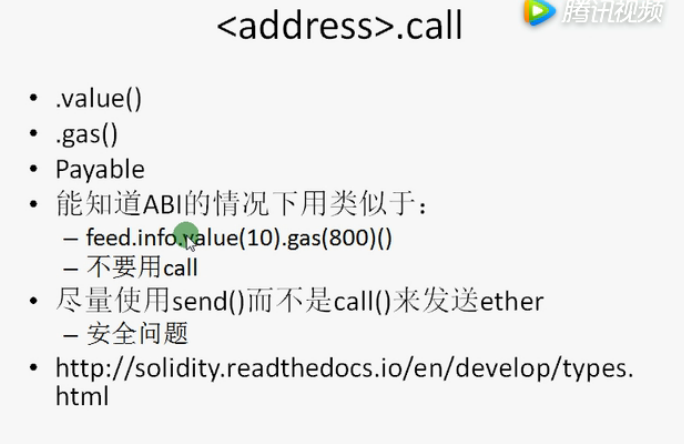 腾讯视频
<address>.call
• .value()
• .gas()
• Payable
• 能知道ABI的情况下用类似于：
– feed.info.value(10).gas(800)()
– 不要用call
• 尽量使用send()而不是call()来发送ether
– 安全问题
• http://solidity.readthedocs.io/en/develop/types.
html